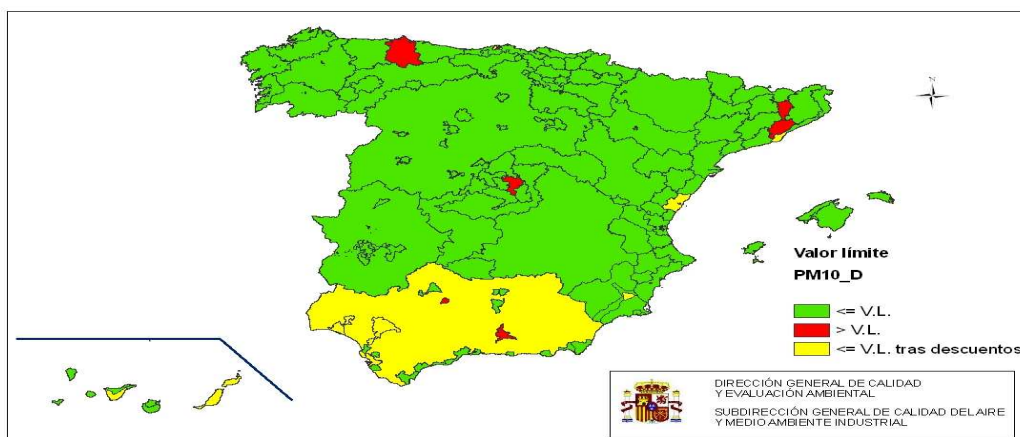 N
Valor límite
PM10_D
<= V.L.
> V.L.
<= V.L. tras descuentos
DIRECCIÓN GENERAL DE CALIDAD
Y EVALUACIÓN AMBIENTAL
SUBDIRECCIÓN GENERAL DE CALIDAD DEL AIRE
Y MEDIO AMBIENTE INDUSTRIAL